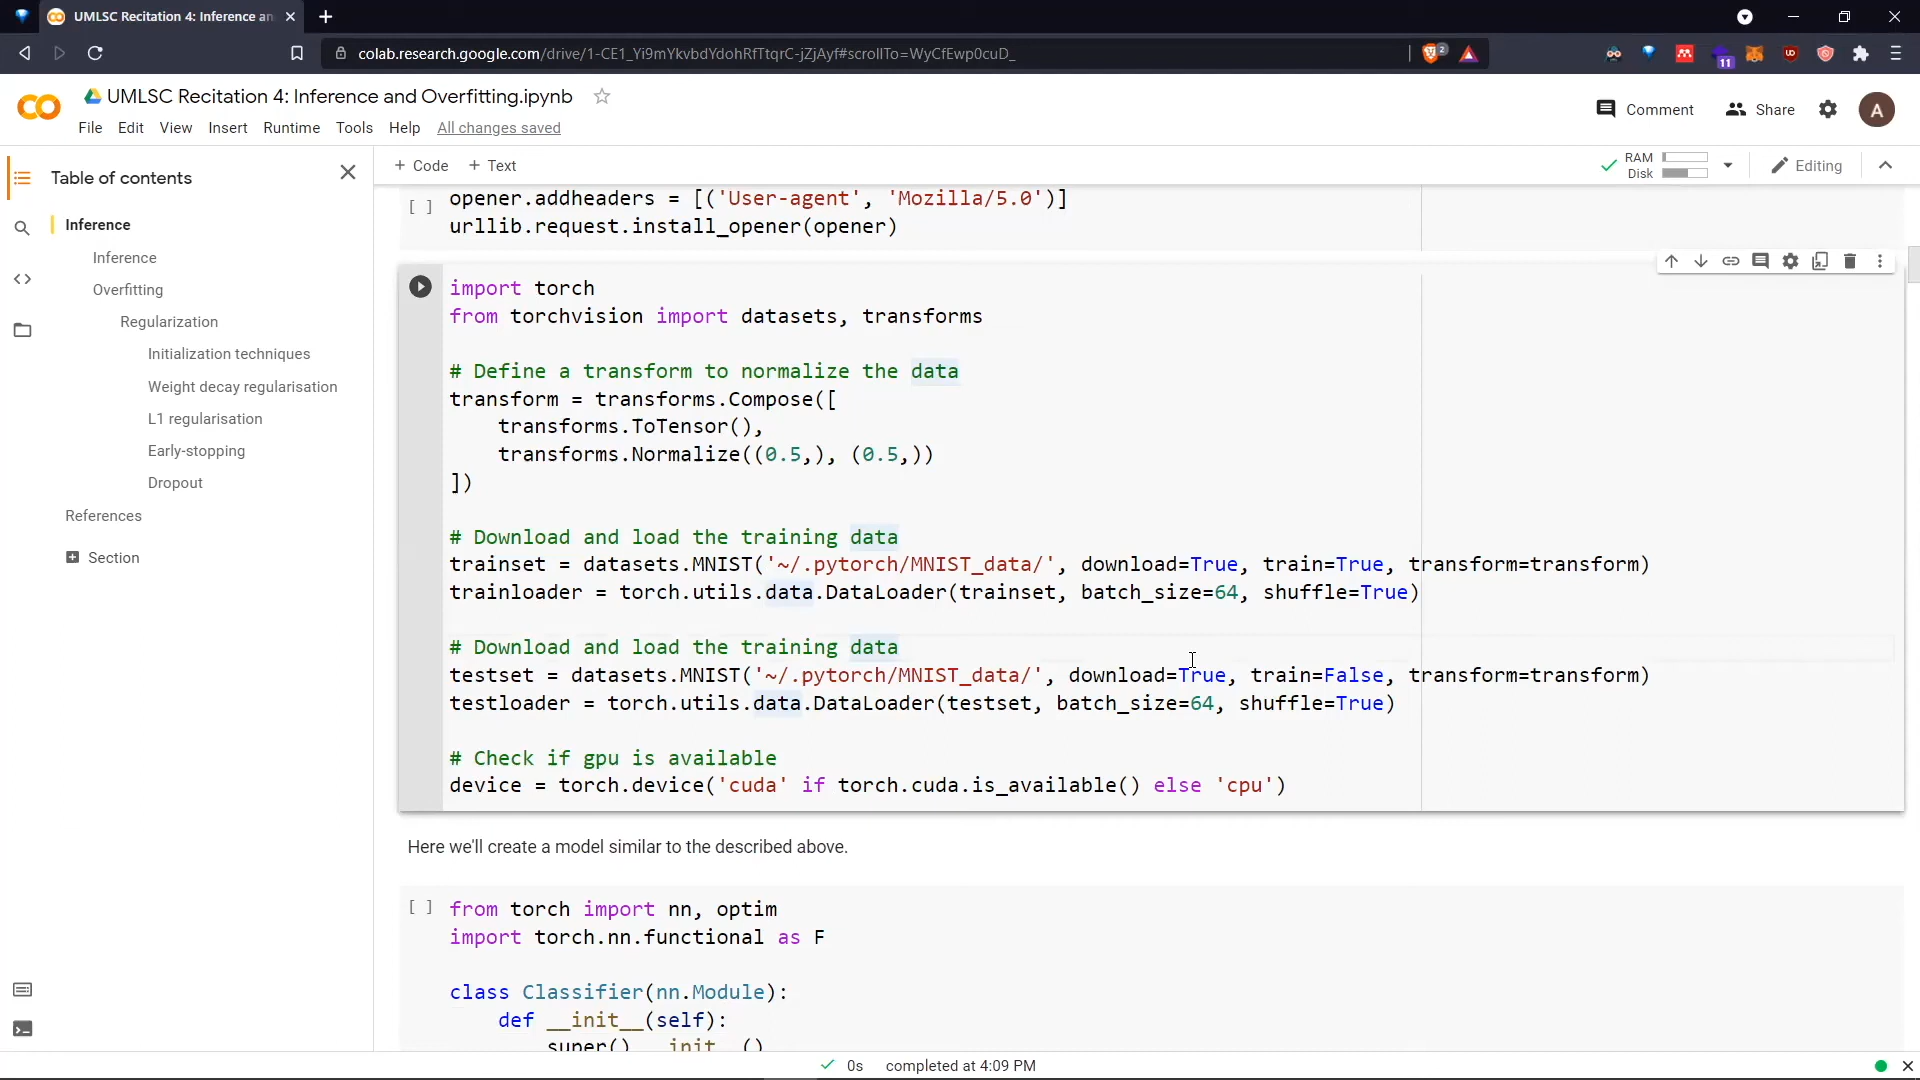 UMLSC Recitation 4: Inference an
colab.research.google.com/drive/1-CE1_Yi9mYkvbdYdohRfTtqrC-jZjAyf#scrollTo=WyCfEwp0cuD_
2
11
UMLSC Recitation 4: Inference and Overfitting.ipynb
Comment
Share
A
File Edit View Insert Runtime Tools Help All changes saved
Table of contents
+ Code + Text
RAM
Disk
Editing
Inference
Inference
Overfitting
Regularization
Initialization techniques
Weight decay regularisation
L1 regularisation
Early-stopping
Dropout
References
Section
[ ]
opener.addheaders = [('User-agent', 'Mozilla/5.0')]
urllib.request.install_opener(opener)
import torch
from torchvision import datasets, transforms
# Define a transform to normalize the data
transform = transforms.Compose([
transforms.ToTensor(),
transforms.Normalize((0.5,), (0.5,))
])
# Download and load the training data
trainset = datasets.MNIST('~/.pytorch/MNIST_data/', download=True, train=True, transform=transform)
trainloader = torch.utils.data.DataLoader(trainset, batch_size=64, shuffle=True)
# Download and load the training data
testset = datasets.MNIST('~/.pytorch/MNIST_data/', download=True, train=False, transform=transform)
testloader = torch.utils.data.DataLoader(testset, batch_size=64, shuffle=True)
# Check if gpu is available
device = torch.device('cuda' if torch.cuda.is_available() else 'cpu')
Here we'll create a model similar to the described above.
[ ]
from torch import nn, optim
import torch.nn.functional as F
class Classifier(nn.Module):
def __init__(self):
super().__init__()
0s completed at 4:09 PM